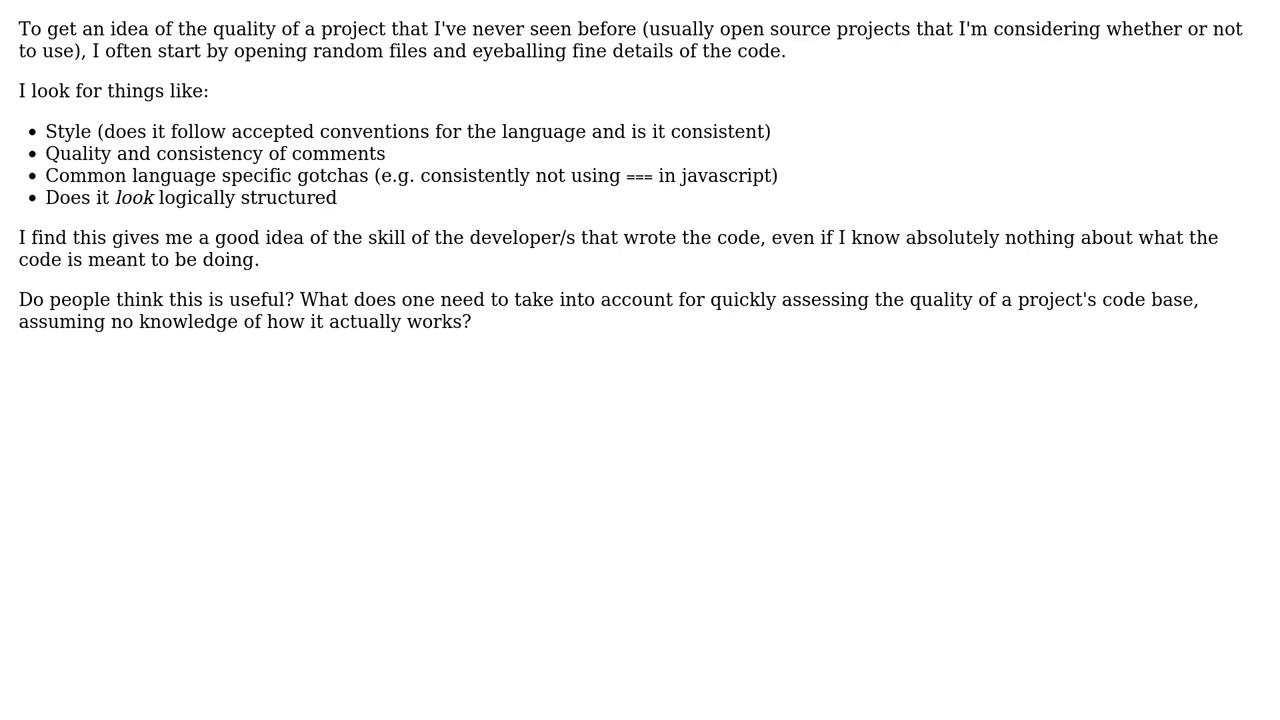 To get an idea of the quality of a project that I've never seen before (usually open source projects that I'm considering whether or not
to use), I often start by opening random files and eyeballing fine details of the code.
I look for things like:
• Style (does it follow accepted conventions for the language and is it consistent)
• Quality and consistency of comments
• Common language specific gotchas (e.g. consistently not using === in javascript)
• Does it look logically structured
I find this gives me a good idea of the skill of the developer/s that wrote the code, even if I know absolutely nothing about what the
code is meant to be doing.
Do people think this is useful? What does one need to take into account for quickly assessing the quality of a project's code base,
assuming no knowledge of how it actually works?